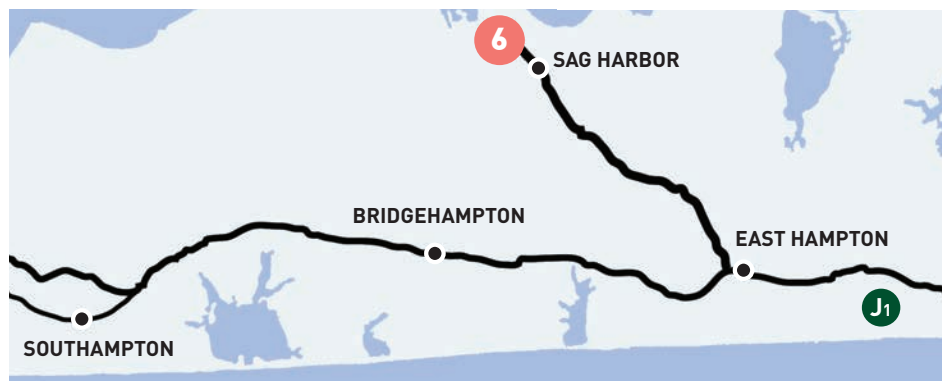 6
SAG HARBOR
BRIDGEHAMPTON
EAST HAMPTON
J1
SOUTHAMPTON